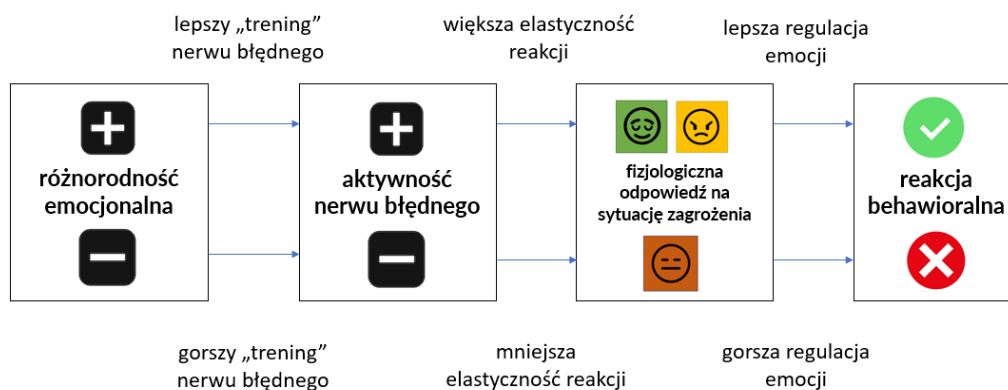 lepszy „trening”
nerwu błędnego
większa elastyczność
reakcji
lepsza regulacja
emocji
różnorodność
emocjonalna
aktywność
nerwu błędnego
fizjologiczna
odpowiedź na
sytuację zagrożenia
reakcja
behawioralna
gorszy „trening”
nerwu błędnego
mniejsza
elastyczność reakcji
gorsza regulacja
emocji